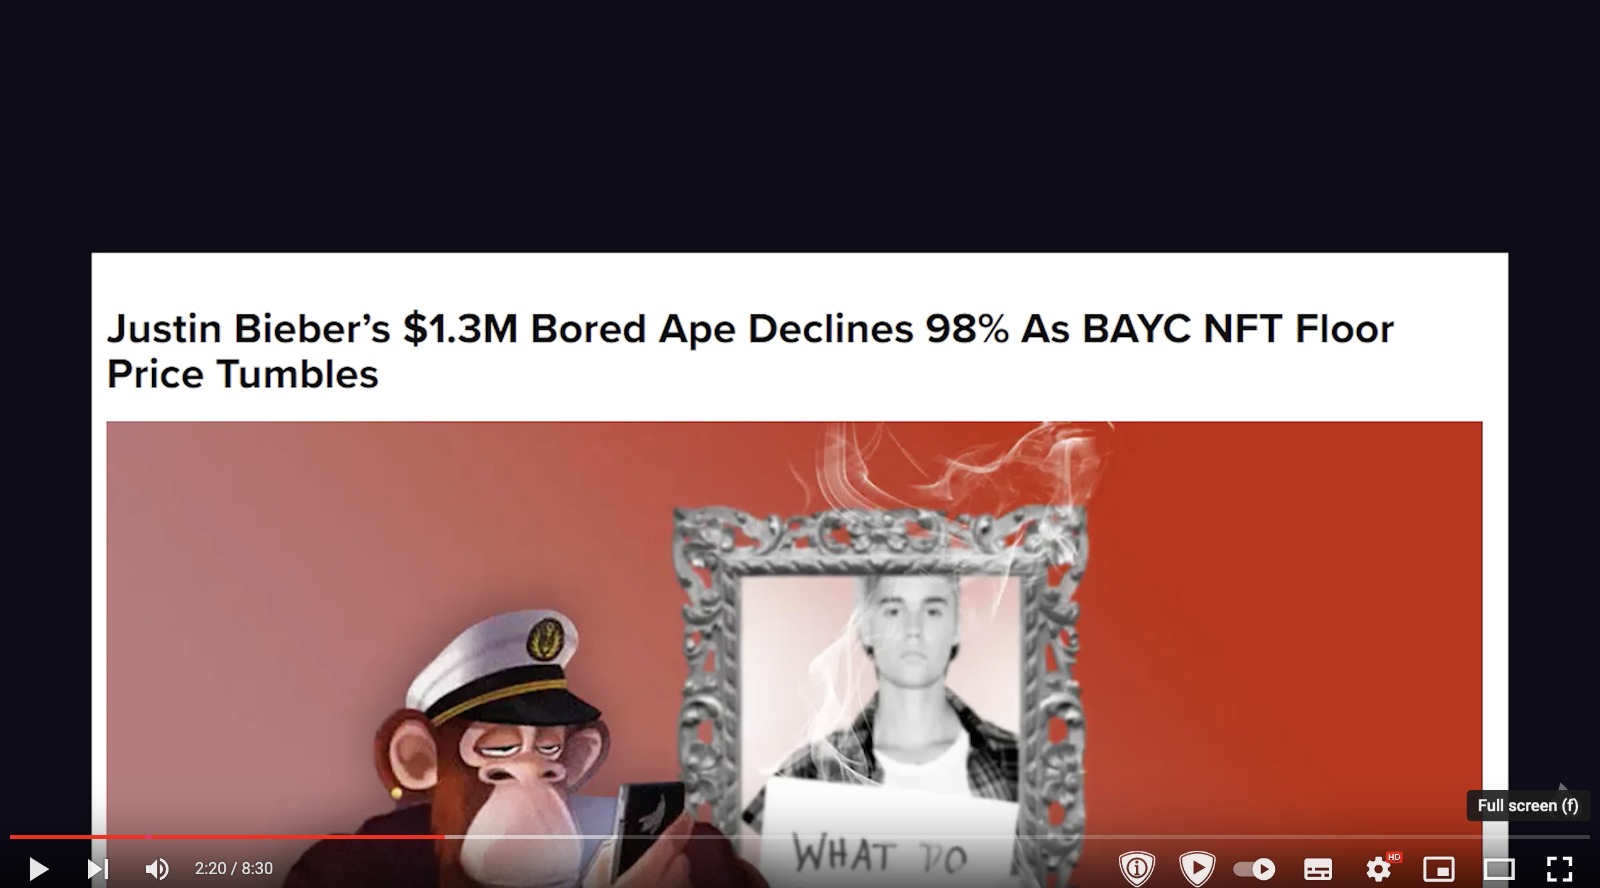 Justin Bieber’s $1.3M Bored Ape Declines 98% As BAYC NFT Floor
Price Tumbles
WHAT DO
Full screen (f)
2:20 / 8:30
HD